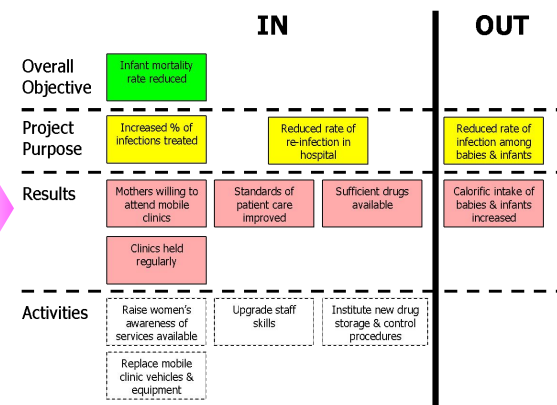 IN
OUT
Overall
Objective
Infant mortality
rate reduced
Project
Purpose
Increased % of
infections treated
Reduced rate of
re-infection in
hospital
Reduced rate of
infection among
babies & infants
Results
Mothers willing to
attend mobile
clinics
Standards of
patient care
improved
Sufficient drugs
available
Calorific intake of
babies & infants
increased
Clinics held
regularly
Activities
Raise women's
awareness of
services available
Upgrade staff
skills
Institute new drug
storage & control
procedures
Replace mobile
clinic vehicles &
equipment